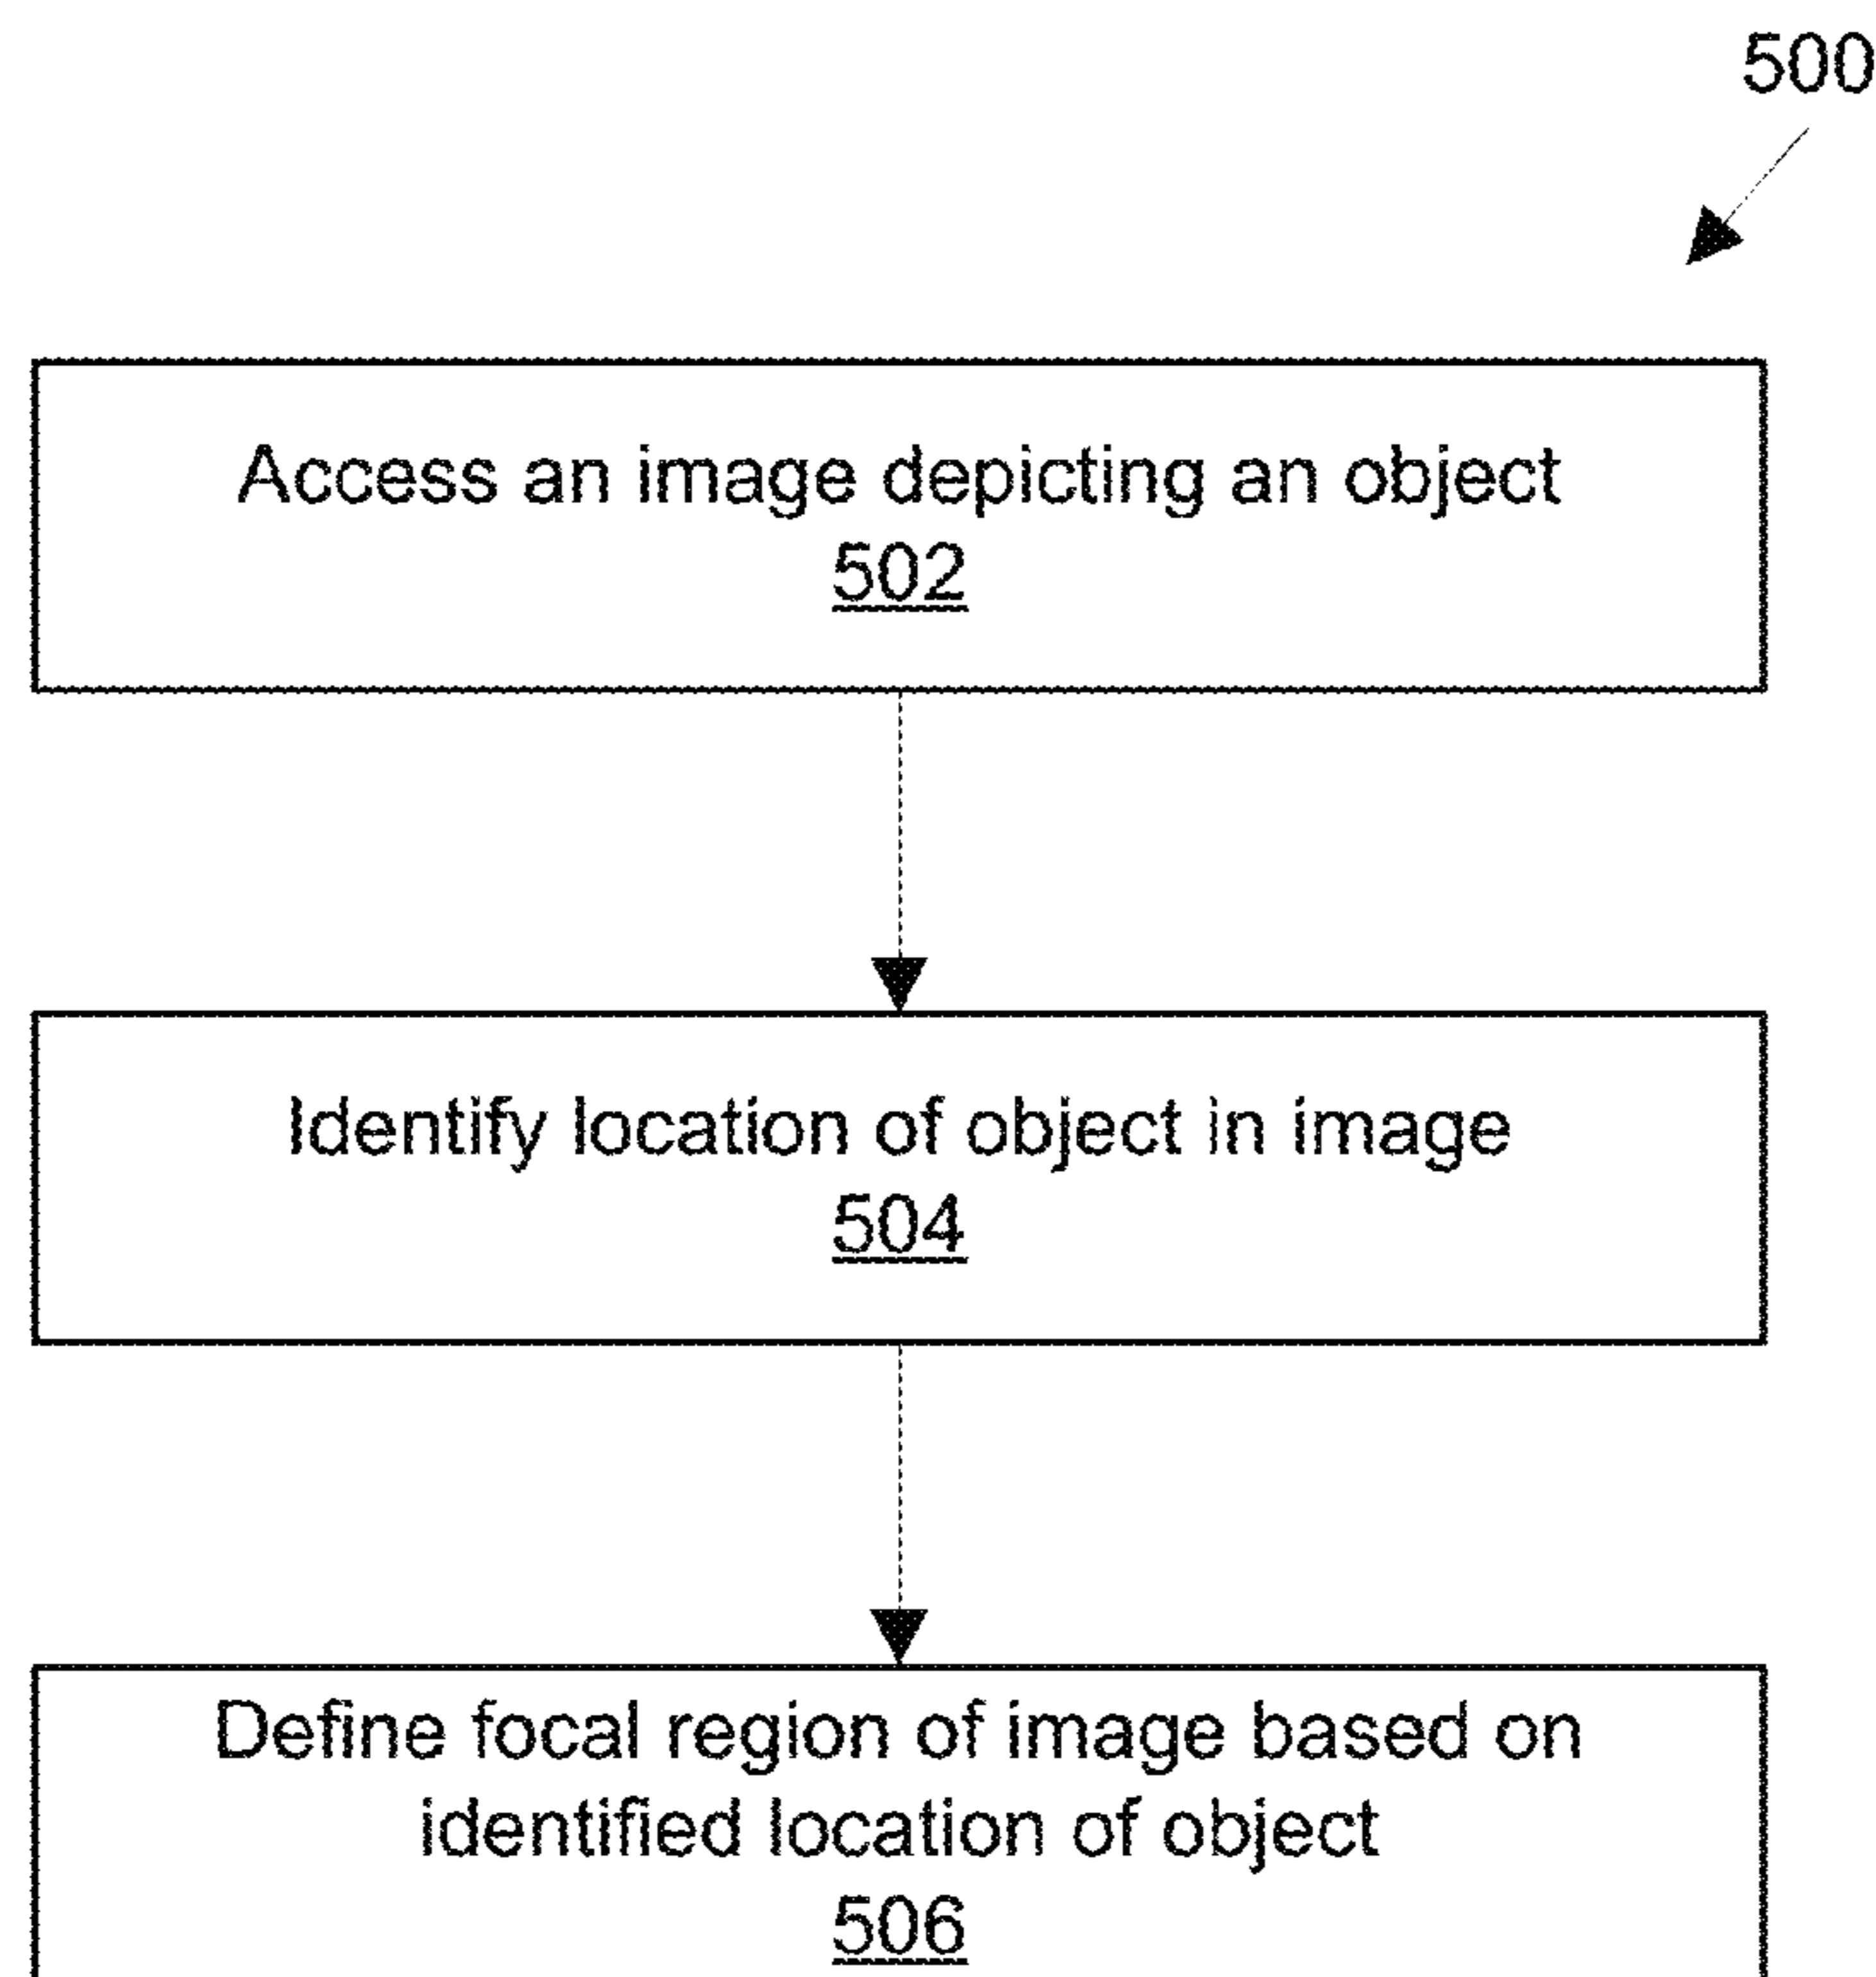 500
Access an image depicting an object
502
Identify location of object in image
504
Define focal region of image based on
identified location of object
506